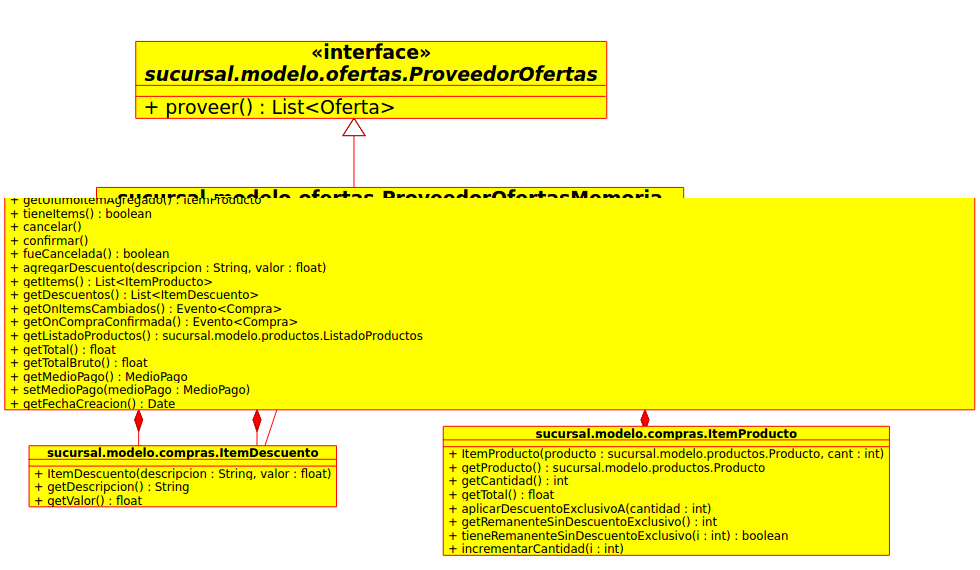 «interface»
sucursal.modelo.ofertas.ProveedorOfertas
+ proveer() : List<Oferta>
sucursal.modelo.ofertas.ProveedorOfertasMemoria
+ getUltimoItemAgregado() : ItemProducto
+ tieneItems() : boolean
+ cancelar()
+ confirmar()
+ fueCancelada() : boolean
+ agregarDescuento(descripcion : String, valor : float)
+ getItems() : List<ItemProducto>
+ getDescuentos() : List<ItemDescuento>
+ getOnItemsCambiados() : Evento<Compra>
+ getOnCompraConfirmada() : Evento<Compra>
+ getListadoProductos() : sucursal.modelo.productos.ListadoProductos
+ getTotal() : float
+ getTotalBruto() : float
+ getMedioPago() : MedioPago
+ setMedioPago(medioPago : MedioPago)
+ getFechaCreacion() : Date
sucursal.modelo.compras.ItemDescuento
+ ItemDescuento(descripcion : String, valor : float)
+ getDescripcion() : String
+ getValor() : float
sucursal.modelo.compras.ItemProducto
+ ItemProducto(producto : sucursal.modelo.productos.Producto, cant : int)
+ getProducto() : sucursal.modelo.productos.Producto
+ getCantidad() : int
+ getTotal() : float
+ aplicarDescuentoExclusivoA(cantidad : int)
+ getRemanenteSinDescuentoExclusivo() : int
+ tieneRemanenteSinDescuentoExclusivo(i : int) : boolean
+ incrementarCantidad(i : int)